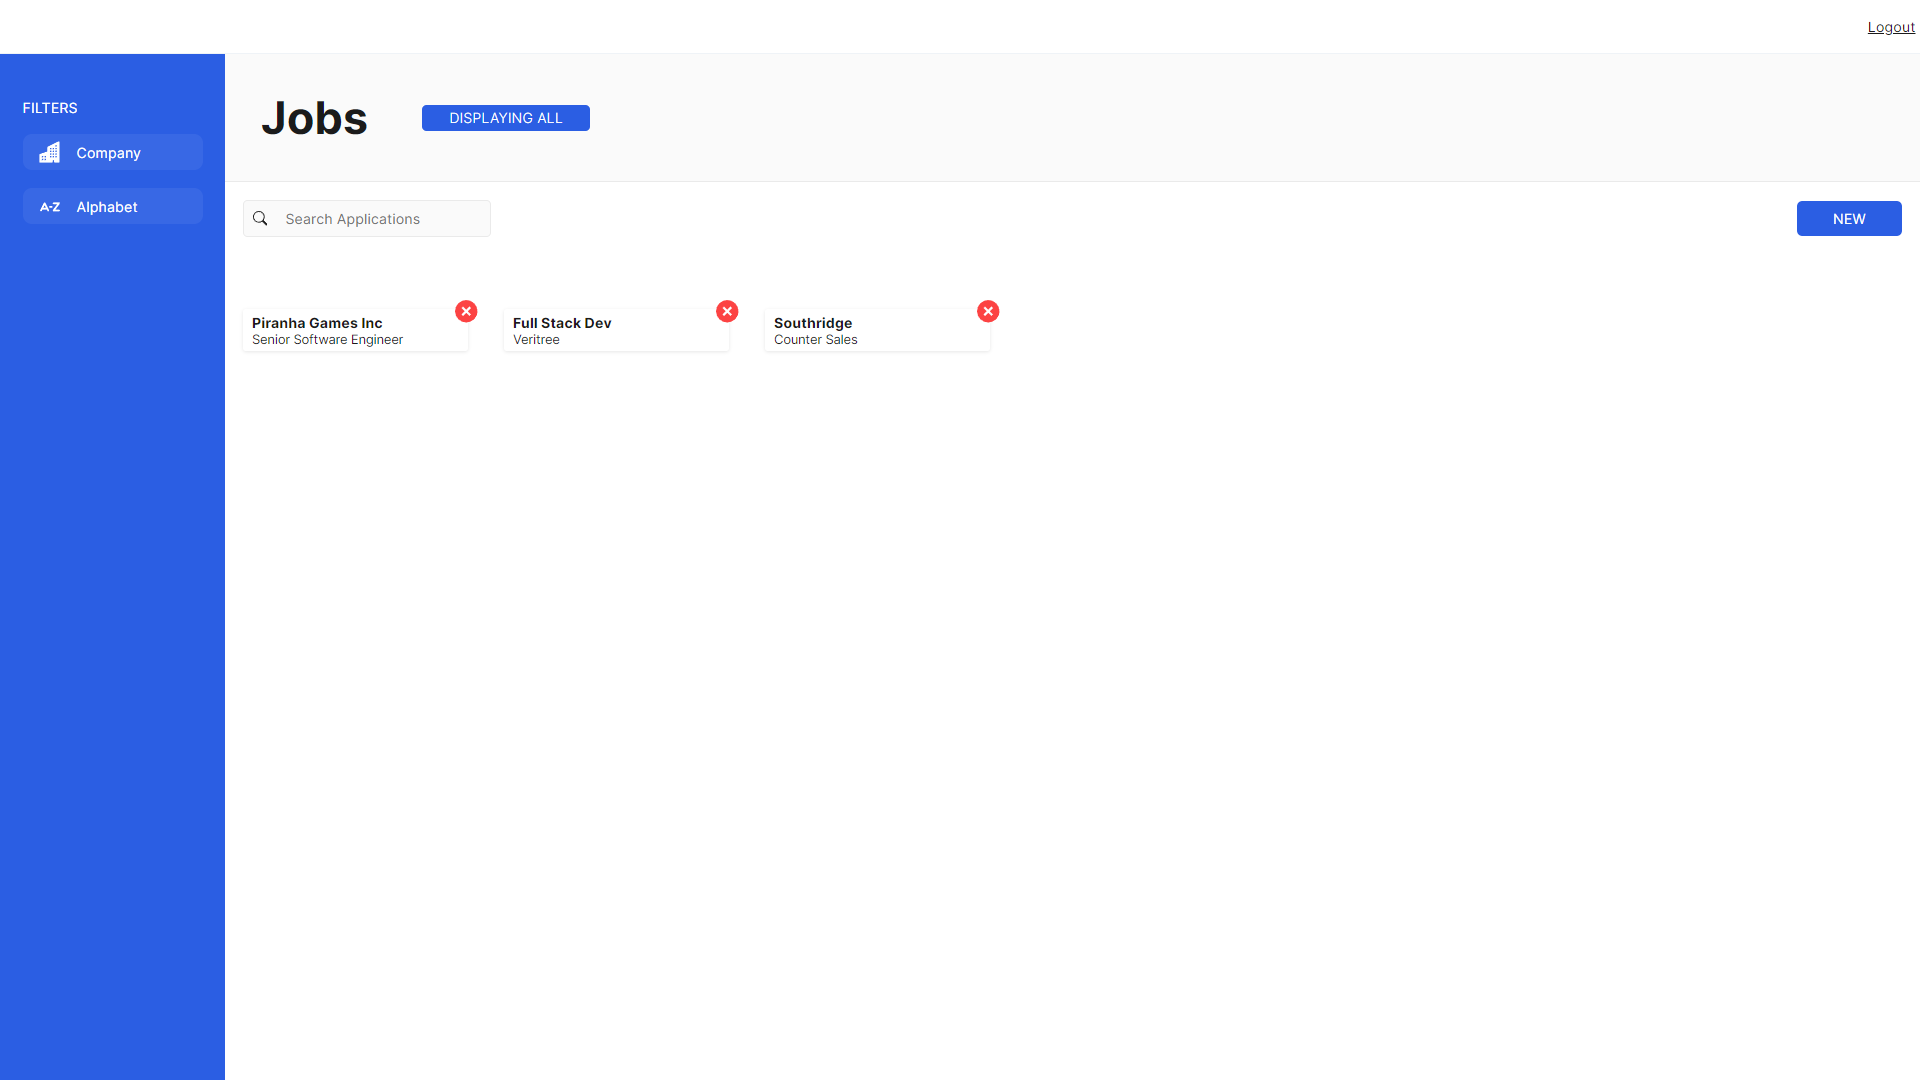 Logout
FILTERS
Company
A-Z Alphabet
Jobs
DISPLAYING ALL
Search Applications
NEW
Piranha Games Inc
Senior Software Engineer
Full Stack Dev
Veritree
Southridge
Counter Sales